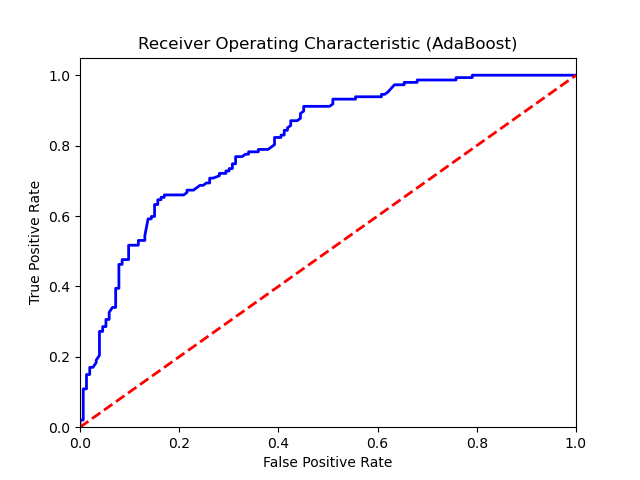 Receiver Operating Characteristic (AdaBoost)
1.0
0.8
0.6
0.4
0.2
0.0
True Positive Rate
0.0 0.2 0.4 0.6 0.8 1.0
False Positive Rate